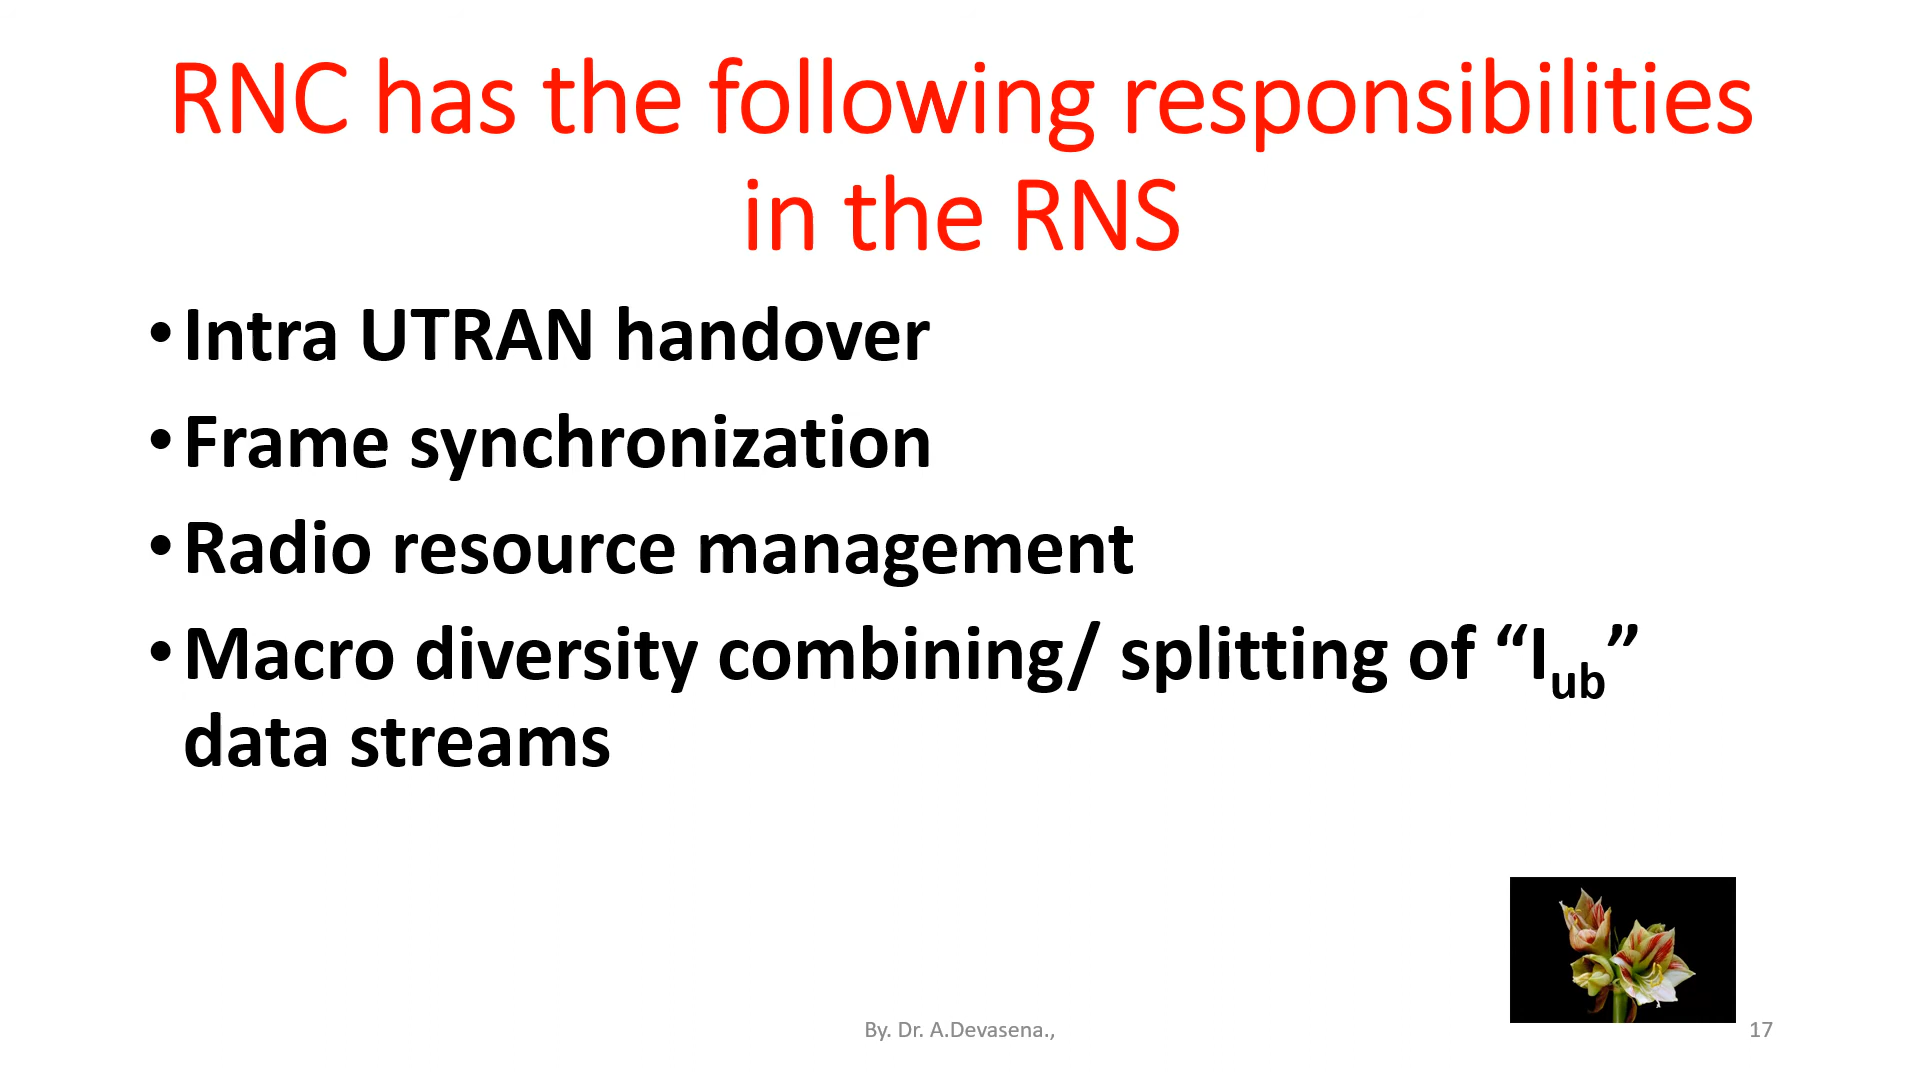 RNC has the following responsibilities
in the RNS
•Intra UTRAN handover
•Frame synchronization
•Radio resource management
•Macro diversity combining/ splitting of “Iub”
data streams
By. Dr. A.Devasena.,
17